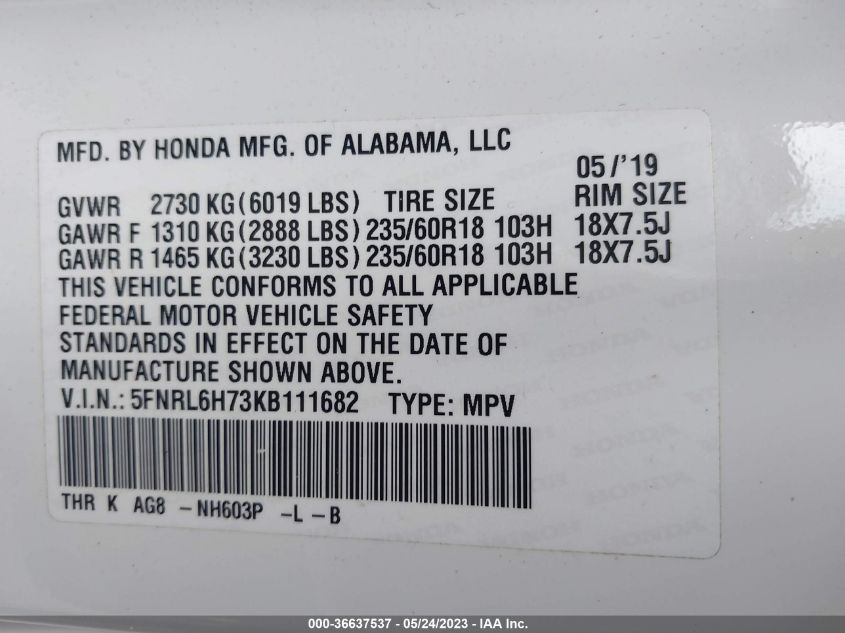 MFD. BY HONDA MFG. OF ALABAMA, LLC
05/'19
GVWR 2730 KG(6019 LBS) TIRE SIZE RIM SIZE
GAWR F 1310 KG(2888 LBS)235/60R18 103H 18X7.5J
GAWR R 1465 KG(3230 LBS)235/60R18 103H 18X7.5J
THIS VEHICLE CONFORMS TO ALL APPLICABLE
FEDERAL MOTOR VEHICLE SAFETY
STANDARDS IN EFFECT ON THE DATE OF
MANUFACTURE SHOWN ABOVE.
V.I.N.: 5FNRL6H73KB111682 TYPE: MPV
THR K AG8 -NH603P -L -B
000-36637537 - 05/24/2023 - IAA Inc.